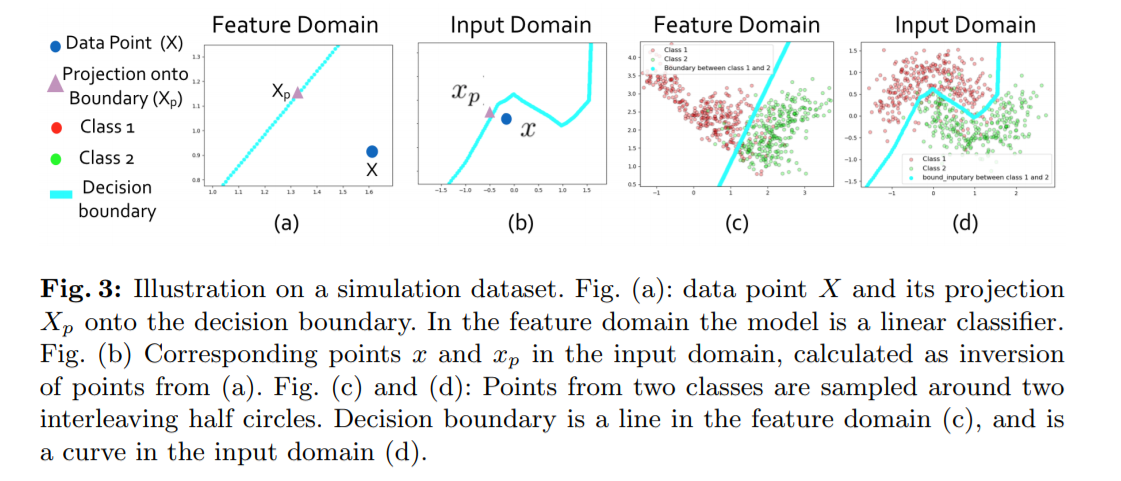 Feature Domain
Input Domain
Feature Domain
Input Domain
Data Point (X)
Projection onto
Boundary (Xp)
Class 1
Class 2
Decision
boundary
1.3
1.2
1.1
1.0
0.9
0.8
1.0 1.1 1.2 1.3 1.4 1.5 1.6
Xp
X
(a)
xp
x
−1.5 −1.0 −0.5 0.0 0.5 1.0 1.5
(b)
Class 1
Class 2
Boundary between class 1 and 2
4.0
3.5
3.0
2.5
2.0
1.5
1.0
0.5
−1 0 1 2 3
(c)
1.5
1.0
0.5
0.0
−0.5
−1.0
−1.5
Class 1
Class 2
bound_inputary between class 1 and 2
−1 0 1 2
(d)
Fig. 3: Illustration on a simulation dataset. Fig. (a): data point X and its projection
Xp onto the decision boundary. In the feature domain the model is a linear classifier.
Fig. (b) Corresponding points x and xp in the input domain, calculated as inversion
of points from (a). Fig. (c) and (d): Points from two classes are sampled around two
interleaving half circles. Decision boundary is a line in the feature domain (c), and is
a curve in the input domain (d).